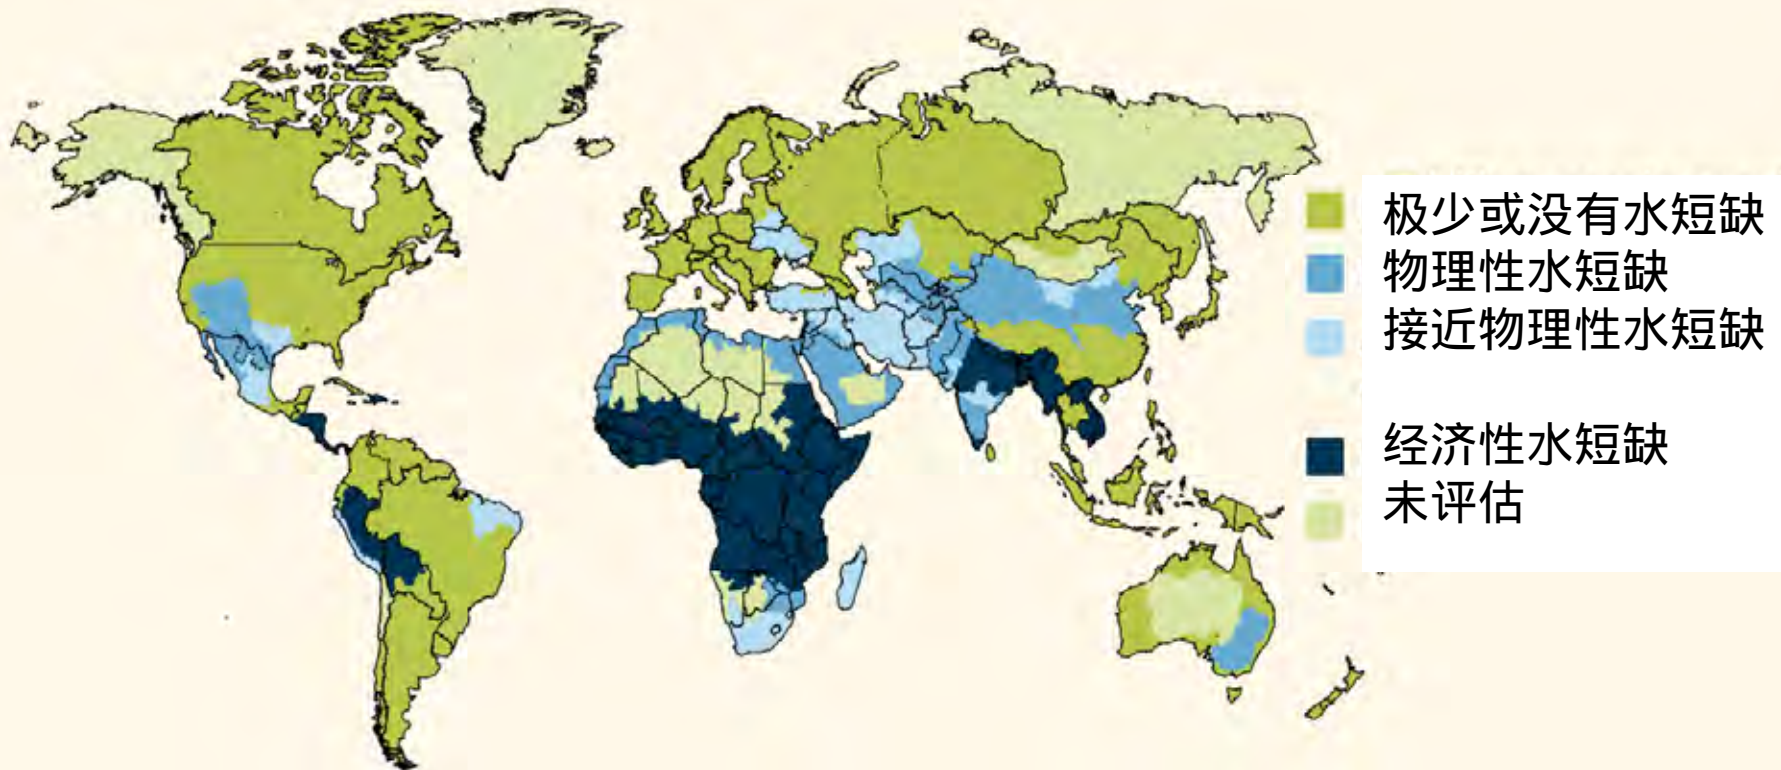 极少或没有水短缺
物理性水短缺
接近物理性水短缺
经济性水短缺
未评估